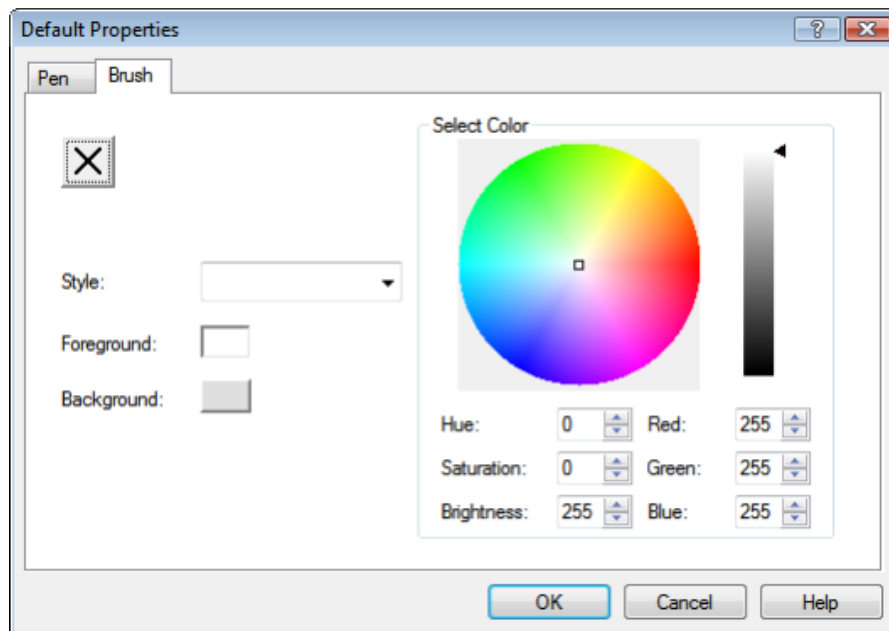 Default Properties
Pen Brush
Select Color
Style:
Foreground:
Background:
Hue: 0 Red: 255
Saturation: 0 Green: 255
Brightness: 255 Blue: 255
OK Cancel Help